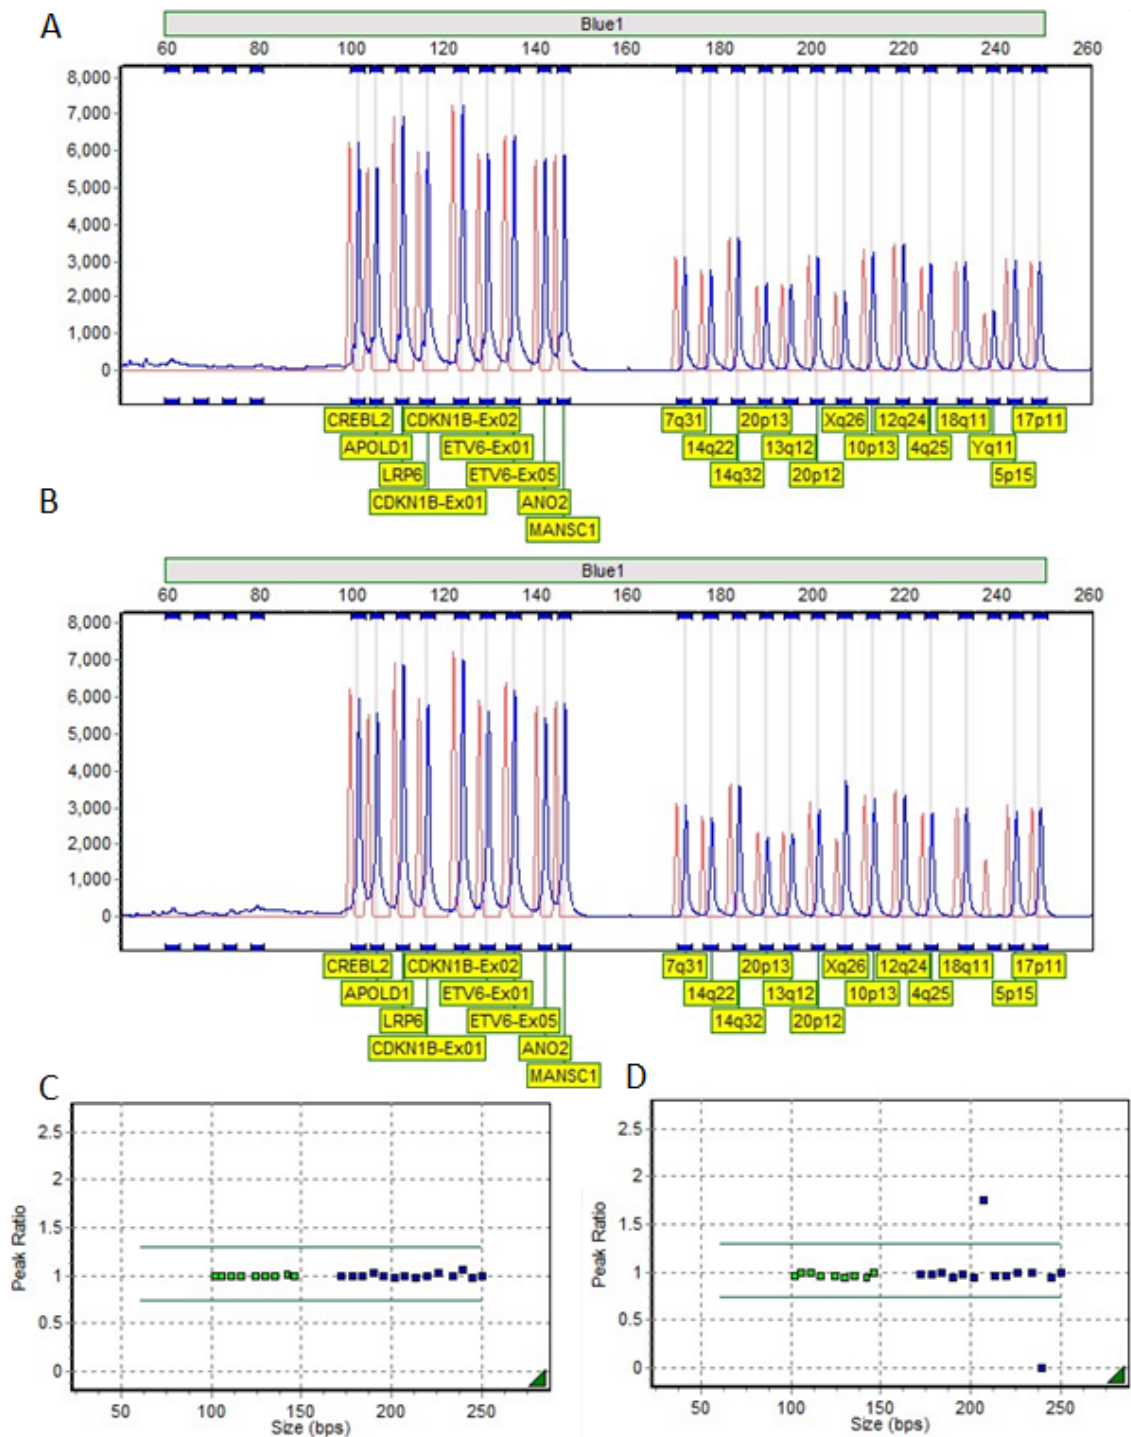 A
Blue1
60 80 100 120 140 160 180 200 220 240 260
8,000
7,000
6,000
5,000
4,000
3,000
2,000
1,000
0
CREBL2 CDKN1B-Ex02 7q31 20p13 Xq26 12q24 18q11 17p11
APOLD1 ETV6-Ex01 14q22 13q12 10p13 4q25 Yq11
LRP6 ETV6-Ex05 14q32 20p12 5p15
CDKN1B-Ex01 ANO2
MANSC1
B
Blue1
60 80 100 120 140 160 180 200 220 240 260
8,000
7,000
6,000
5,000
4,000
3,000
2,000
1,000
0
CREBL2 CDKN1B-Ex02 7q31 20p13 Xq26 12q24 18q11 17p11
APOLD1 ETV6-Ex01 14q22 13q12 10p13 4q25 5p15
LRP6 ETV6-Ex05 14q32 20p12
CDKN1B-Ex01 ANO2
MANSC1
C
2.5
2
1.5
1
0.5
0
Peak Ratio
50 100 150 200 250
Size (bps)
D
2.5
2
1.5
1
0.5
0
Peak Ratio
50 100 150 200 250
Size (bps)